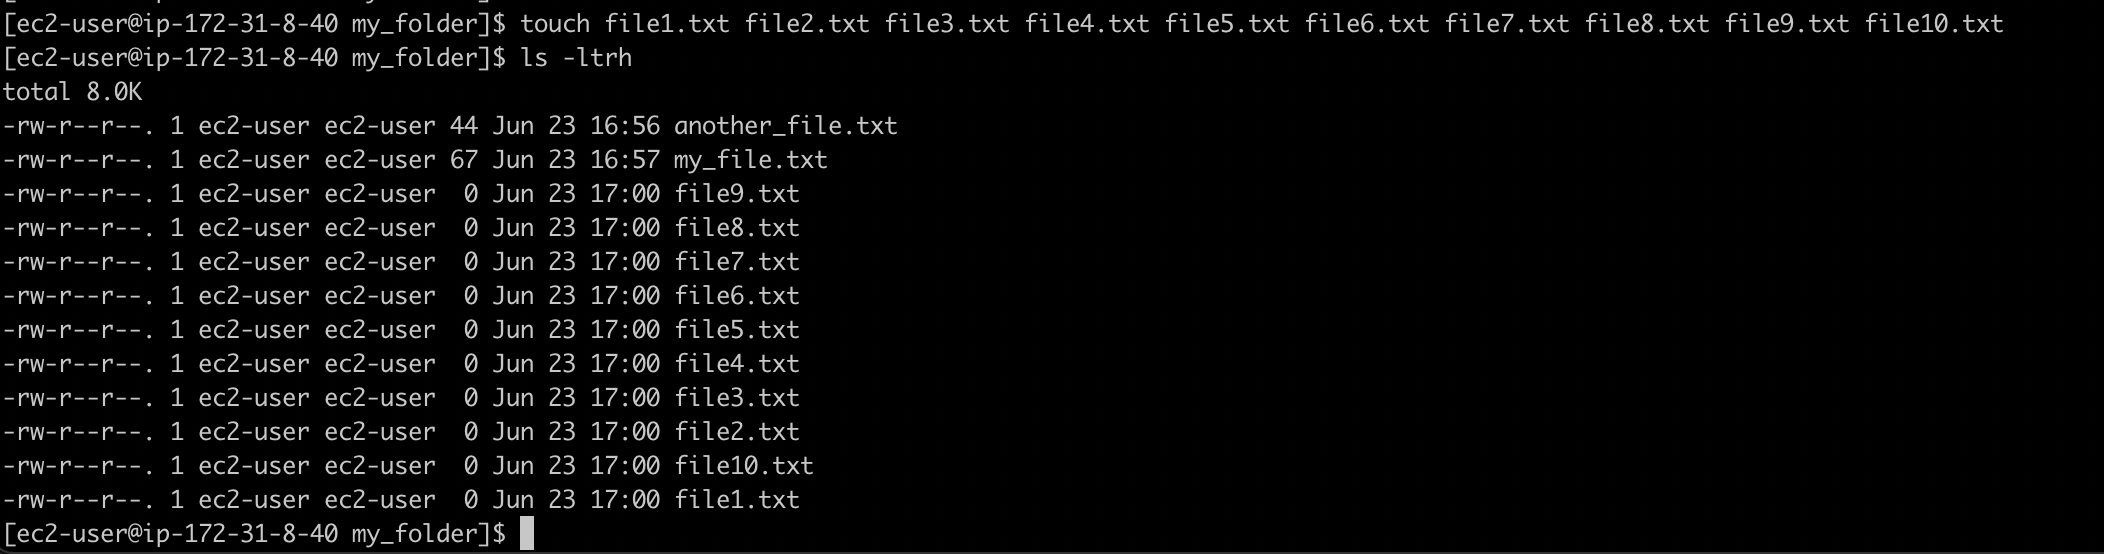 [ec2-user@ip-172-31-8-40 my_folder]$ touch file1.txt file2.txt file3.txt file4.txt file5.txt file6.txt file7.txt file8.txt file9.txt file10.txt
[ec2-user@ip-172-31-8-40 my_folder]$ ls -ltrh
total 8.0K
-rw-r--r--. 1 ec2-user ec2-user 44 Jun 23 16:56 another_file.txt
-rw-r--r--. 1 ec2-user ec2-user 67 Jun 23 16:57 my_file.txt
-rw-r--r--. 1 ec2-user ec2-user  0 Jun 23 17:00 file9.txt
-rw-r--r--. 1 ec2-user ec2-user  0 Jun 23 17:00 file8.txt
-rw-r--r--. 1 ec2-user ec2-user  0 Jun 23 17:00 file7.txt
-rw-r--r--. 1 ec2-user ec2-user  0 Jun 23 17:00 file6.txt
-rw-r--r--. 1 ec2-user ec2-user  0 Jun 23 17:00 file5.txt
-rw-r--r--. 1 ec2-user ec2-user  0 Jun 23 17:00 file4.txt
-rw-r--r--. 1 ec2-user ec2-user  0 Jun 23 17:00 file3.txt
-rw-r--r--. 1 ec2-user ec2-user  0 Jun 23 17:00 file2.txt
-rw-r--r--. 1 ec2-user ec2-user  0 Jun 23 17:00 file10.txt
-rw-r--r--. 1 ec2-user ec2-user  0 Jun 23 17:00 file1.txt
[ec2-user@ip-172-31-8-40 my_folder]$